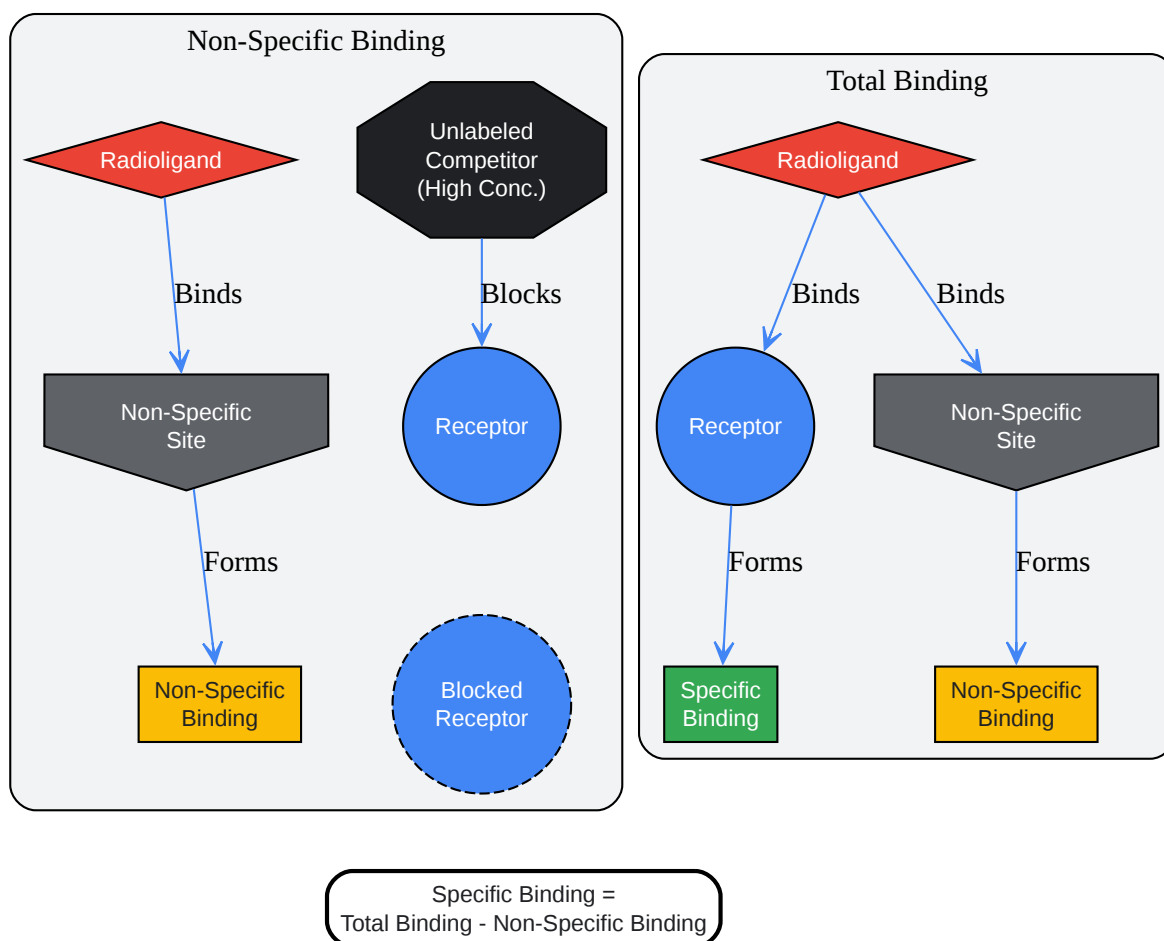 Non-Specific Binding
Radioligand
Unlabeled
Competitor
(High Conc.)
Binds
Blocks
Non-Specific
Site
Receptor
Forms
Non-Specific
Binding
Blocked
Receptor
Total Binding
Radioligand
Binds
Binds
Receptor
Non-Specific
Site
Forms
Forms
Specific
Binding
Non-Specific
Binding
Specific Binding =
Total Binding - Non-Specific Binding